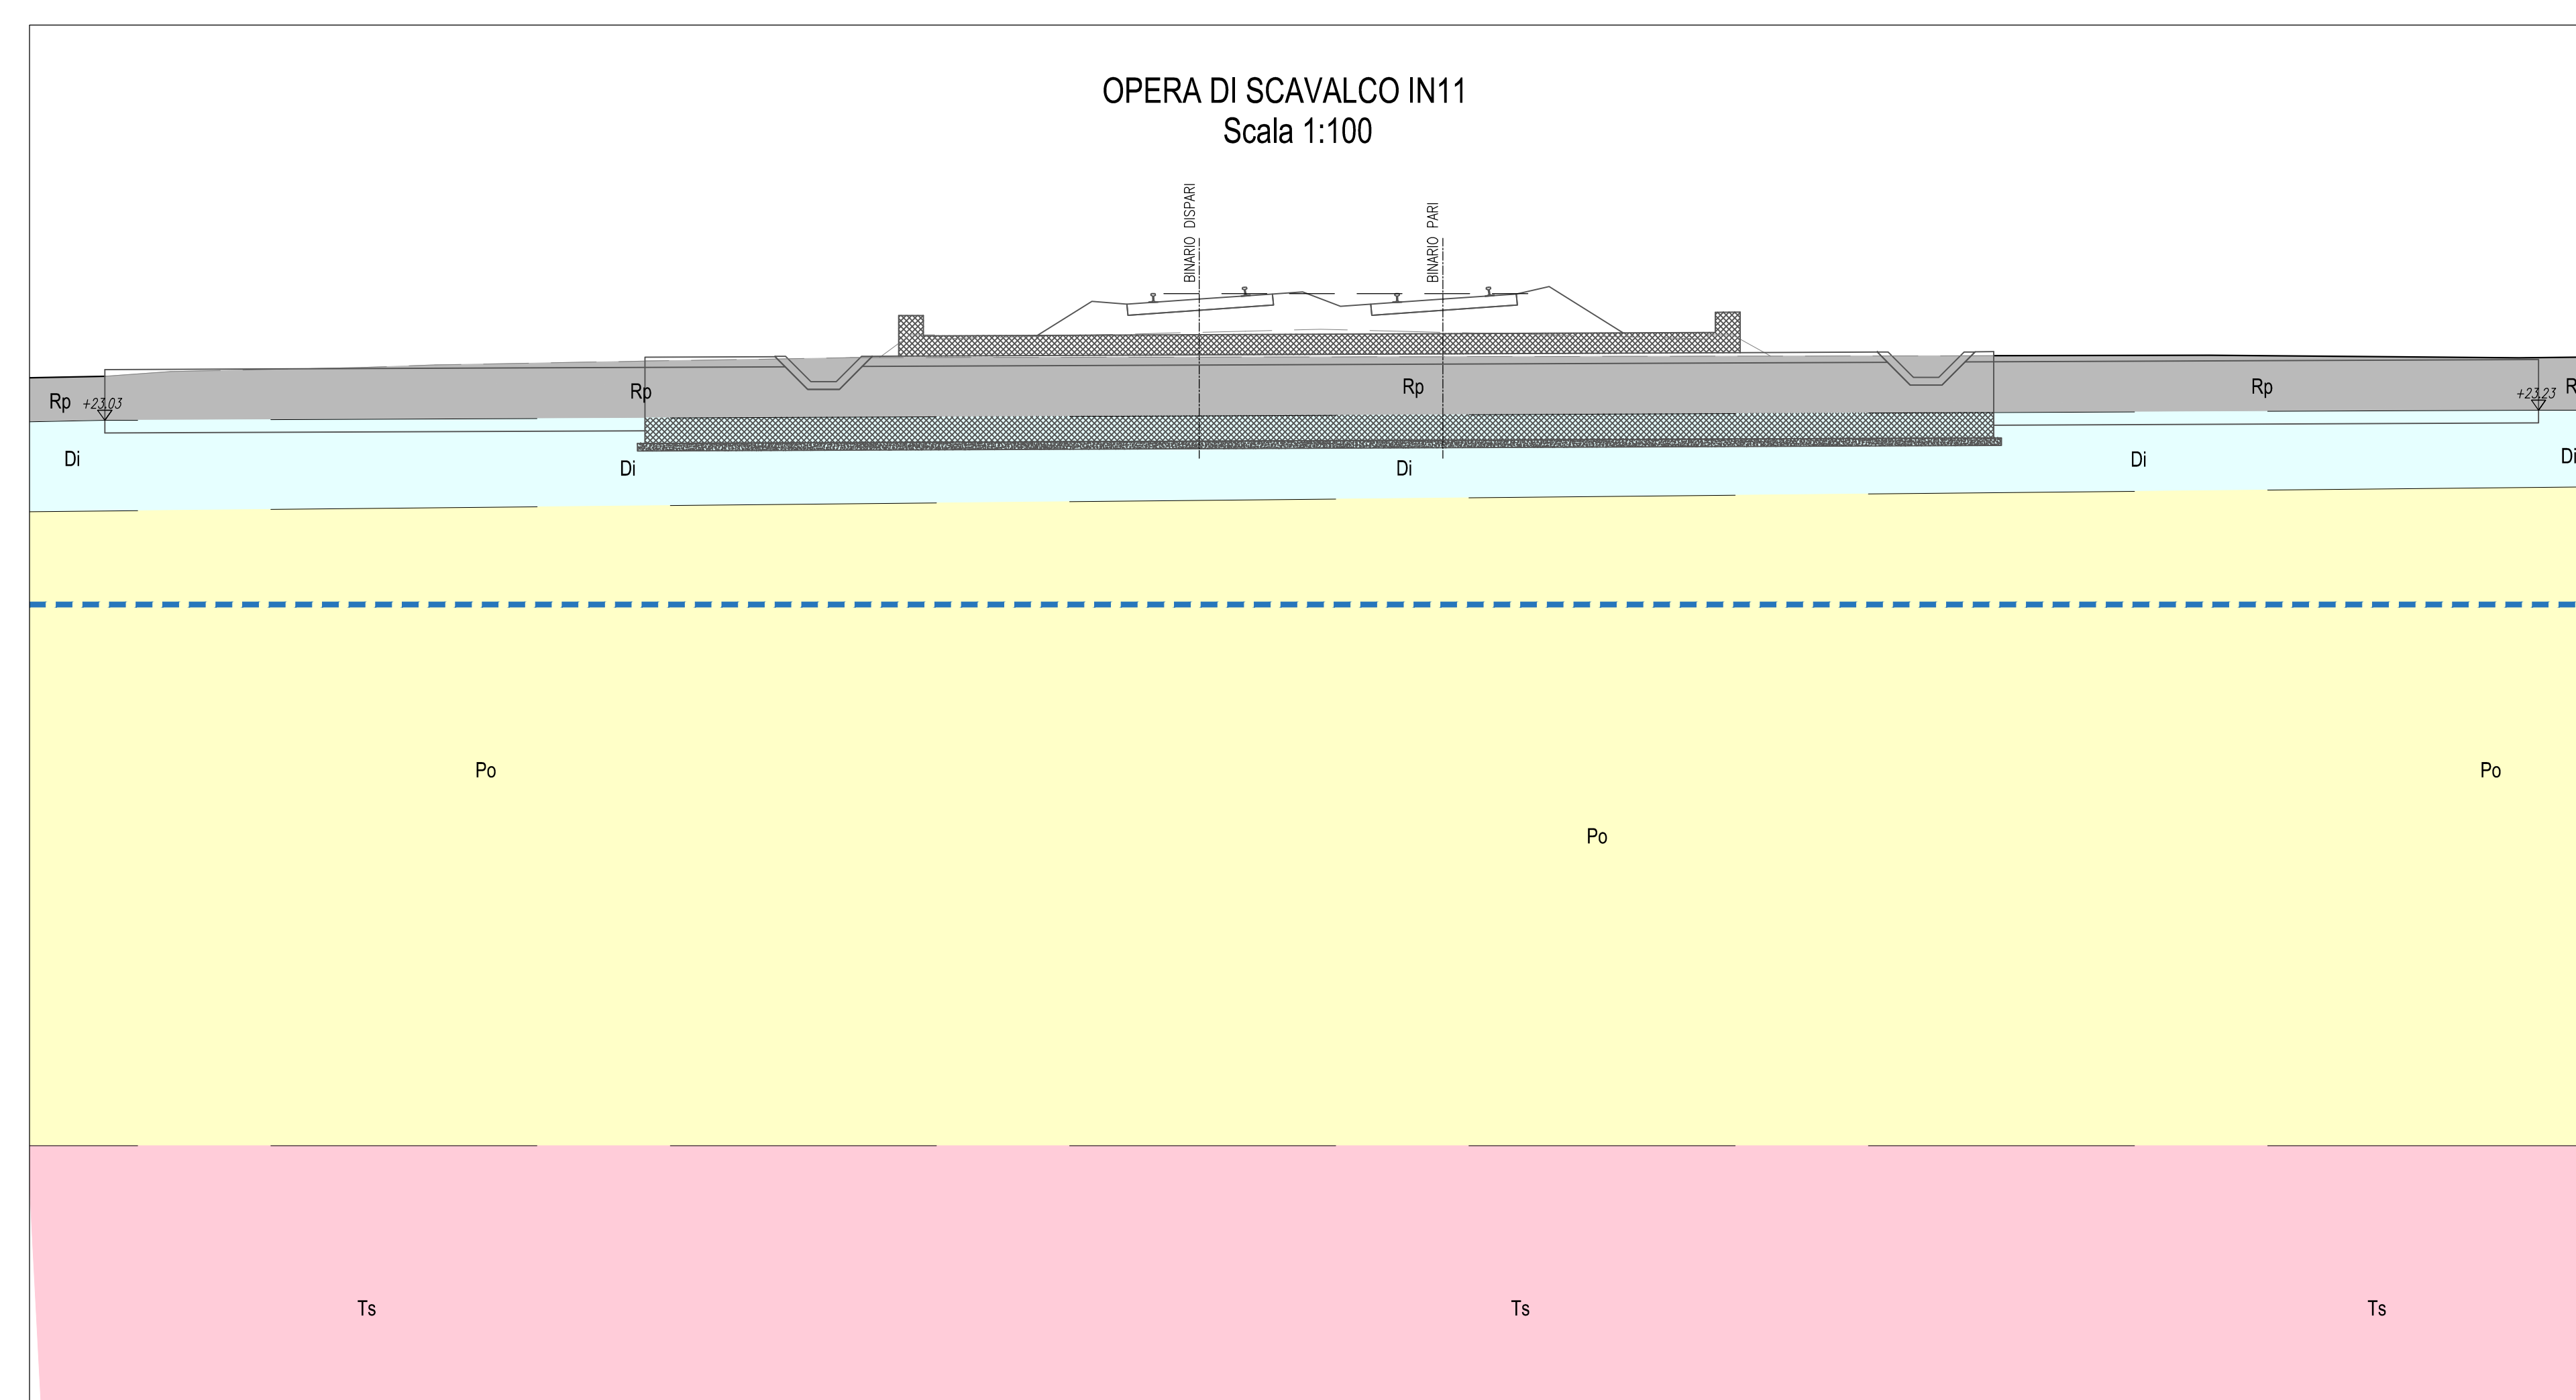 OPERA DI SCAVALCO IN11
Scala 1:100
BINARIO DISPARI
BINARIO PARI
Rp
+23.03
Rp
Rp
Rp
+23.23
R
Di
Di
Di
Di
Di
Po
Po
Po
Ts
Ts
Ts